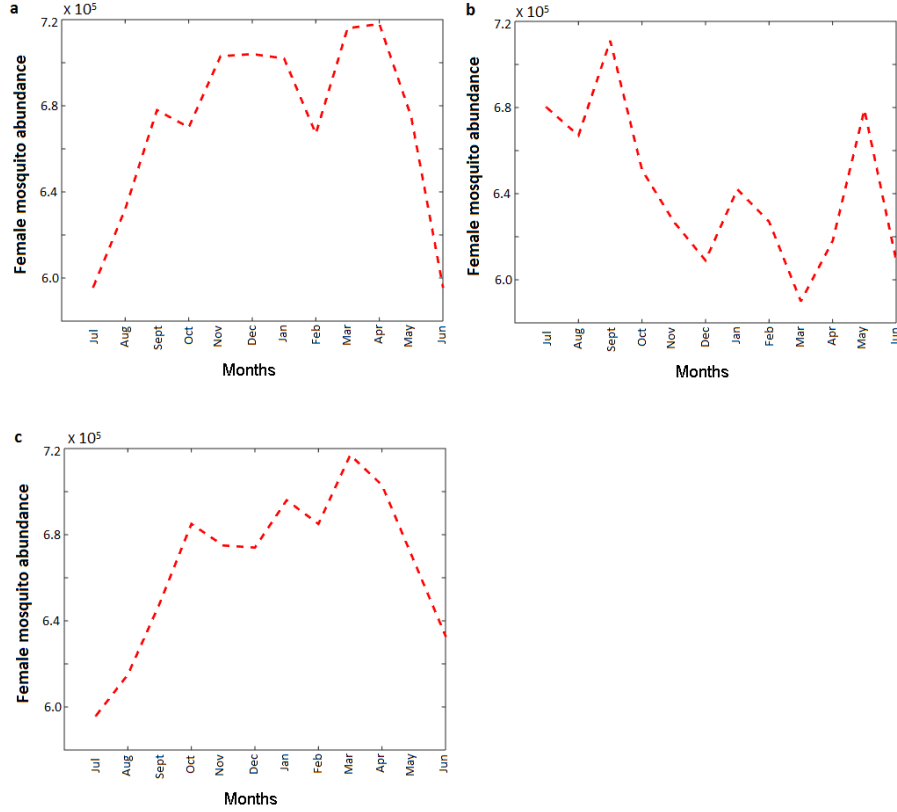 a
x 10⁵
7.2
6.8
6.4
6.0
Female mosquito abundance
Jul Aug Sept Oct Nov Dec Jan Feb Mar Apr May Jun
Months
b
x 10⁵
7.2
6.8
6.4
6.0
Female mosquito abundance
Jul Aug Sept Oct Nov Dec Jan Feb Mar Apr May Jun
Months
c
x 10⁵
7.2
6.8
6.4
6.0
Female mosquito abundance
Jul Aug Sept Oct Nov Dec Jan Feb Mar Apr May Jun
Months